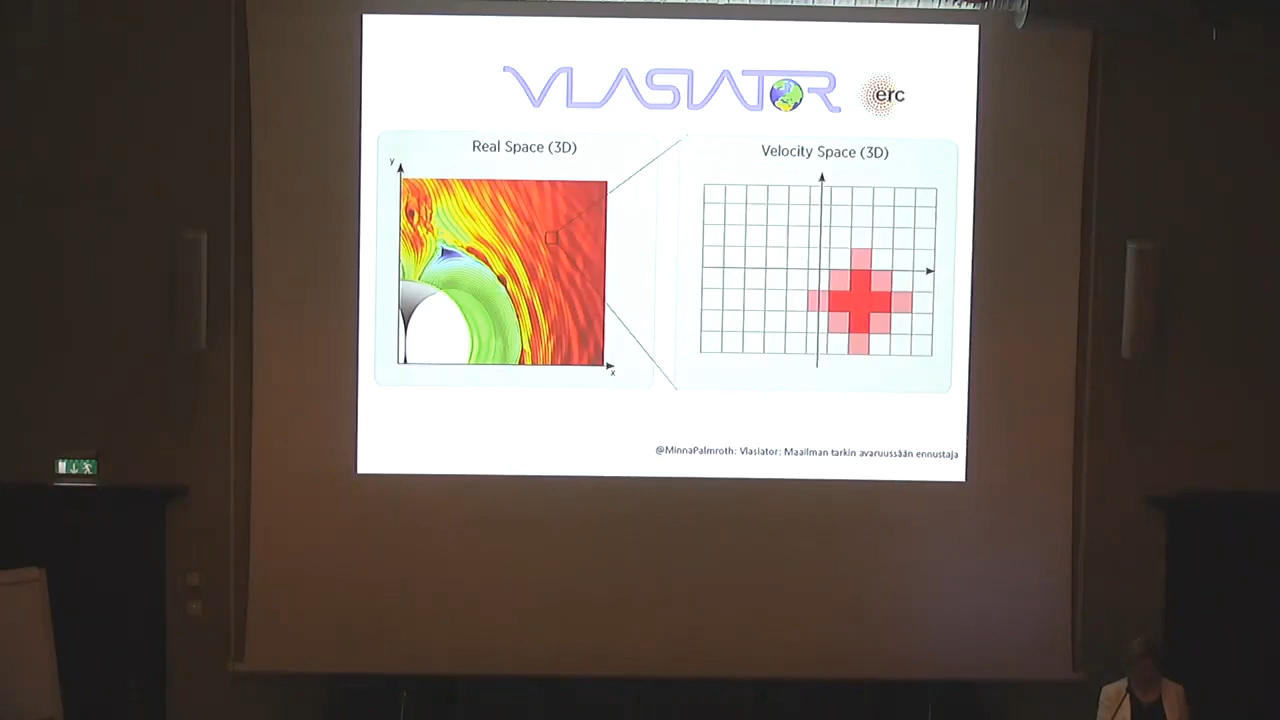 VLASIATOR
erc
Real Space (3D)
Velocity Space (3D)
y
x
@MinnaPalmroth: Vlasiator: Maailman tarkin avaruussään ennustaja